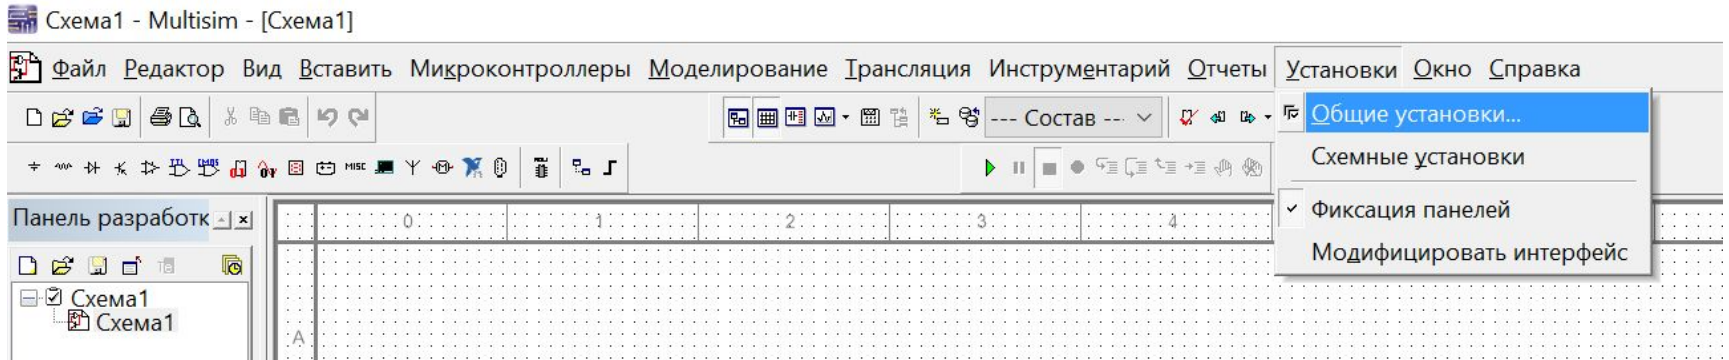 Схема1 - Multisim - [Схема1]
Файл Редактор Вид Вставить Микроконтроллеры Моделирование Трансляция Инструментарий Отчеты Установки Окно Справка
--- Состав ---
Общие установки...
Схемные установки
Фиксация панелей
Модифицировать интерфейс
MISC
Панель разработк
0 1 2 3 4
Схема1
Схема1
A